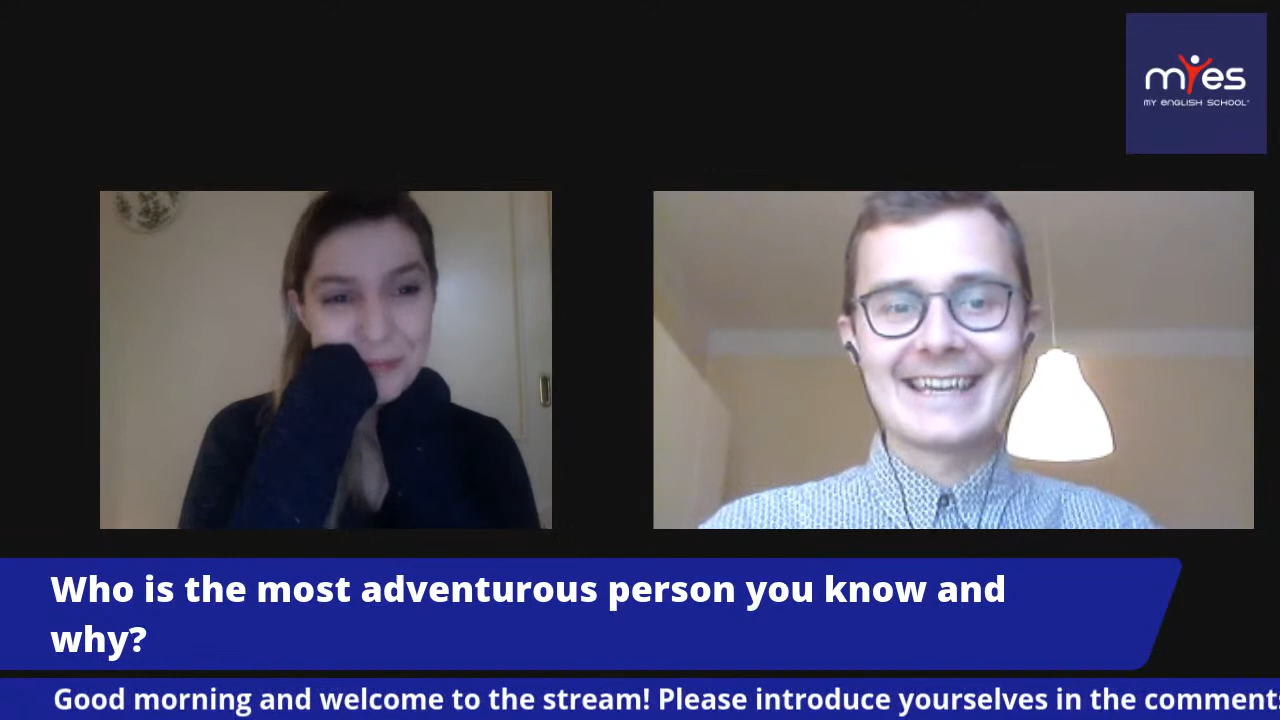 mYes
MY ENGLISH SCHOOL
Who is the most adventurous person you know and
why?
Good morning and welcome to the stream! Please introduce yourselves in the comments